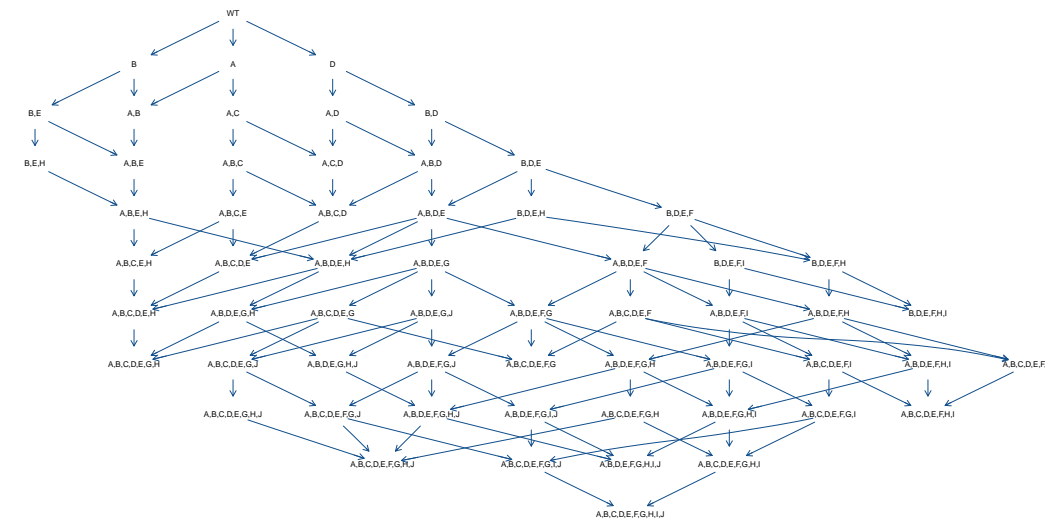 WT
B A D
B,E A,B A,C A,D B,D
B,E,H A,B,E A,B,C A,C,D A,B,D B,D,E
A,B,E,H A,B,C,E A,B,C,D A,B,D,E B,D,E,H B,D,E,F
A,B,C,E,H A,B,C,D,E A,B,D,E,H A,B,D,E,G A,B,D,E,F B,D,E,F,I B,D,E,F,H
A,B,C,D,E,H A,B,D,E,G,H A,B,C,D,E,G A,B,D,E,G,J A,B,D,E,F,G A,B,C,D,E,F A,B,D,E,F,I A,B,D,E,F,H B,D,E,F,H,I
A,B,C,D,E,G,H A,B,C,D,E,G,J A,B,D,E,G,H,J A,B,D,E,F,G,J A,B,C,D,E,F,G A,B,D,E,F,G,H A,B,D,E,F,G,I A,B,C,D,E,F,I A,B,D,E,F,H,I A,B,C,D,E,F
A,B,C,D,E,G,H,J A,B,C,D,E,F,G,J A,B,D,E,F,G,H,J A,B,D,E,F,G,I,J A,B,C,D,E,F,G,H A,B,D,E,F,G,H,I A,B,C,D,E,F,G,I A,B,C,D,E,F,H,I
A,B,C,D,E,F,G,H,J A,B,C,D,E,F,G,I,J A,B,D,E,F,G,H,I,J A,B,C,D,E,F,G,H,I
A,B,C,D,E,F,G,H,I,J